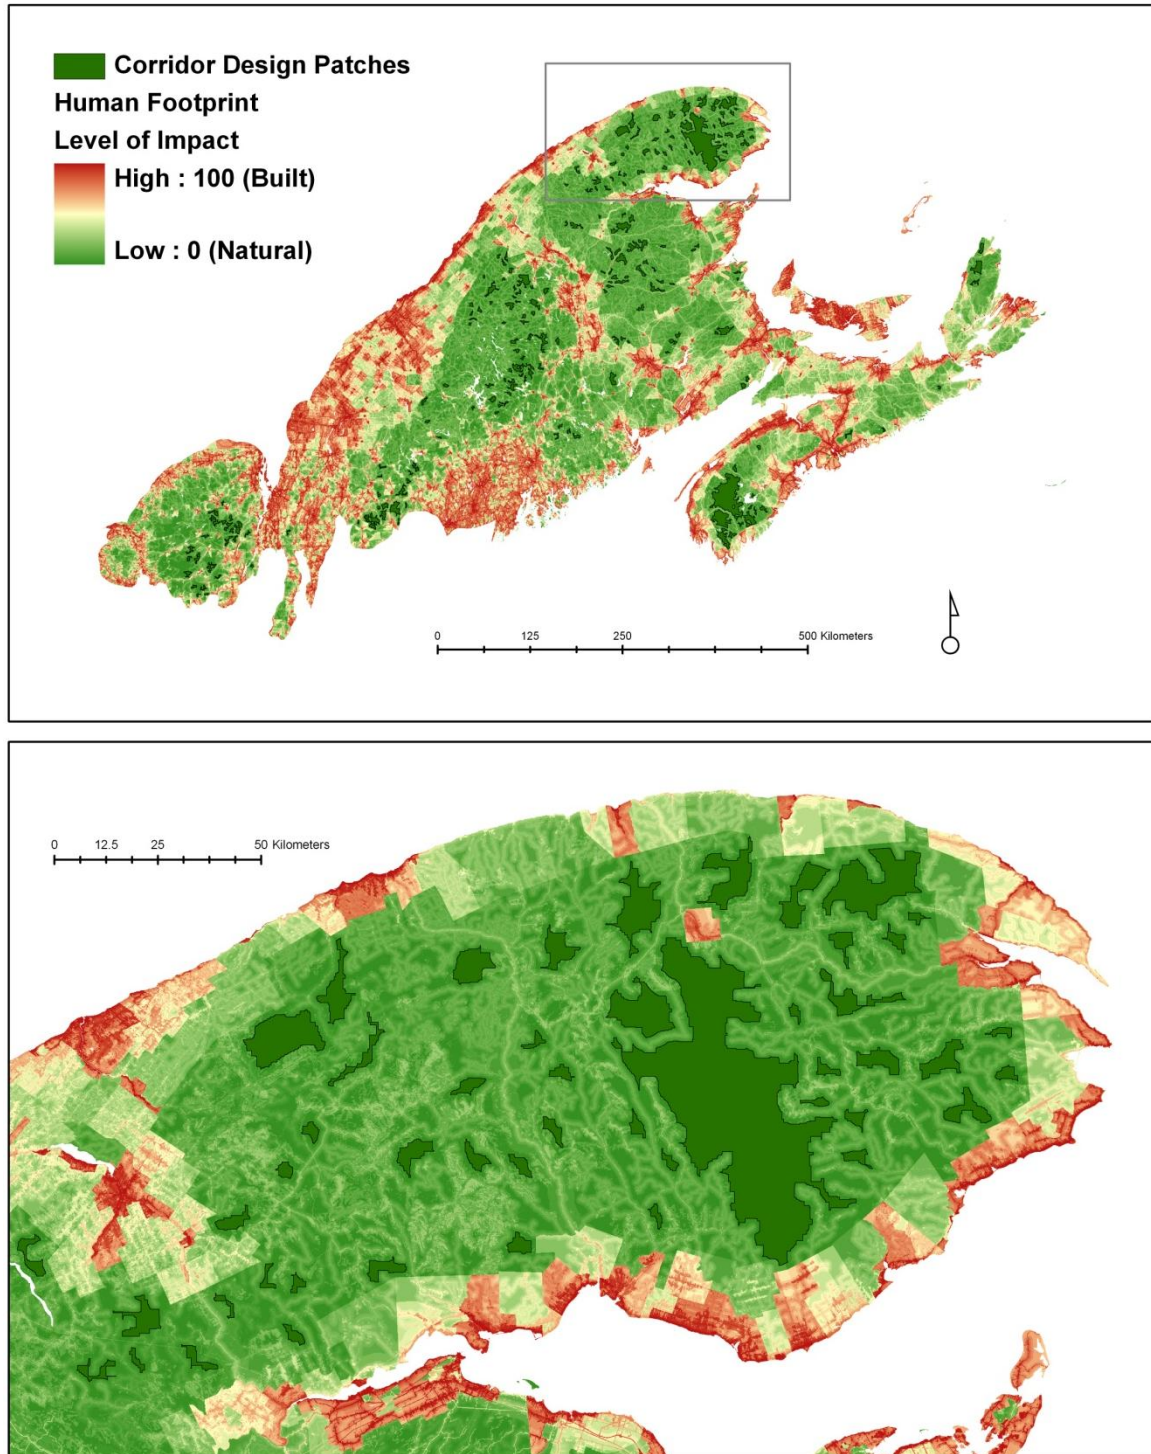 Corridor Design Patches
Human Footprint
Level of Impact
High : 100 (Built)
Low : 0 (Natural)
0 125 250 500 Kilometers
0 12.5 25 50 Kilometers